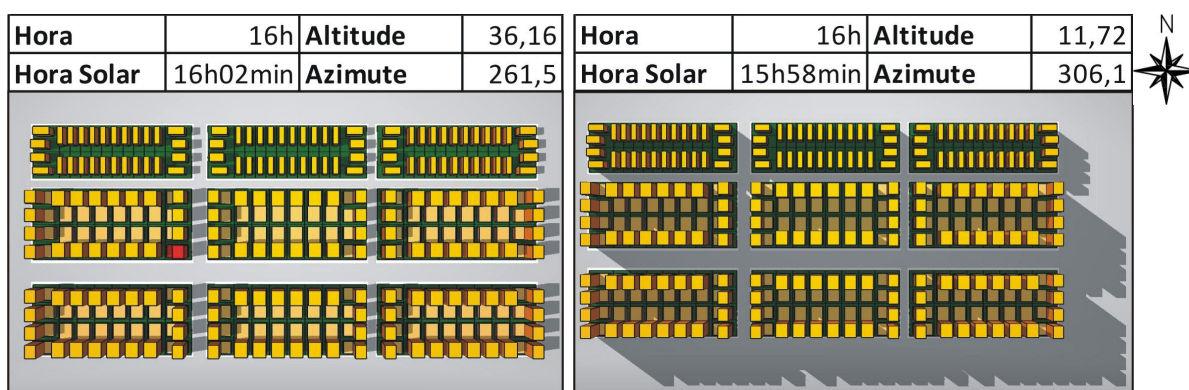 Hora 16h Altitude 36,16
Hora Solar 16h02min Azimute 261,5
Hora 16h Altitude 11,72
Hora Solar 15h58min Azimute 306,1
N